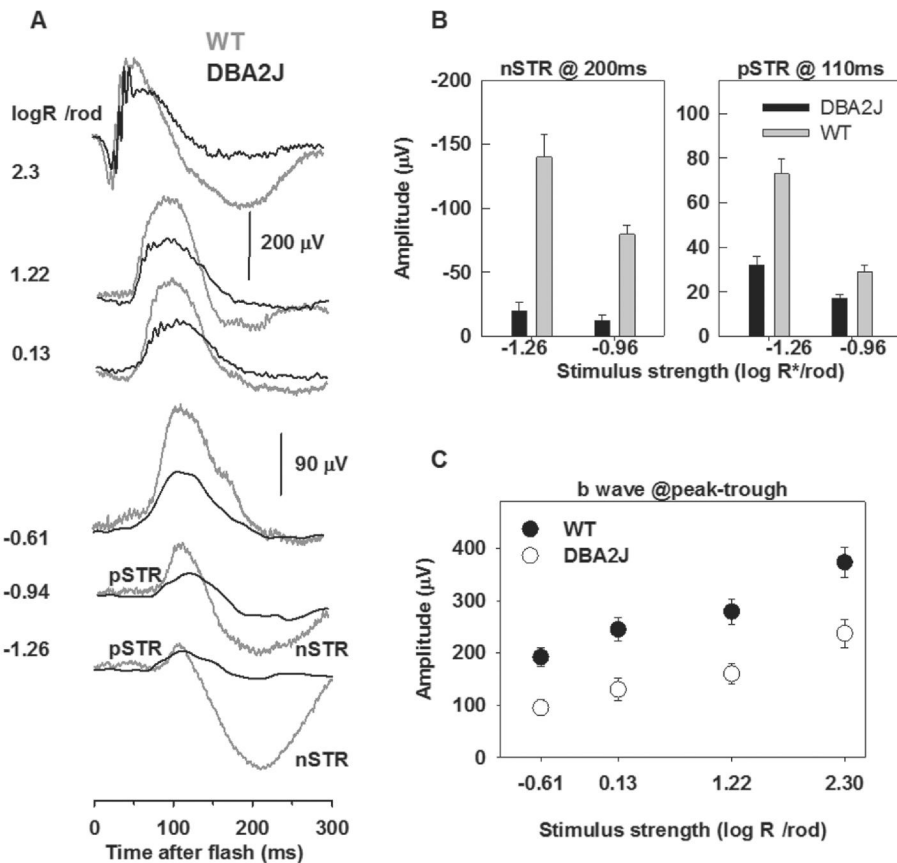 A
WT
DBA2J
logR /rod
2.3
200 μV
1.22
0.13
90 μV
-0.61
pSTR
-0.94
pSTR
nSTR
-1.26
nSTR
0 100 200 300
Time after flash (ms)
B
nSTR @ 200ms
pSTR @ 110ms
-200
-150
-100
-50
0
Amplitude (μV)
100
80
60
40
20
0
DBA2J
WT
-1.26 -0.96
-1.26 -0.96
Stimulus strength (log R*/rod)
C
b wave @peak-trough
WT
DBA2J
400
300
200
100
0
Amplitude (μV)
-0.61 0.13 1.22 2.30
Stimulus strength (log R /rod)